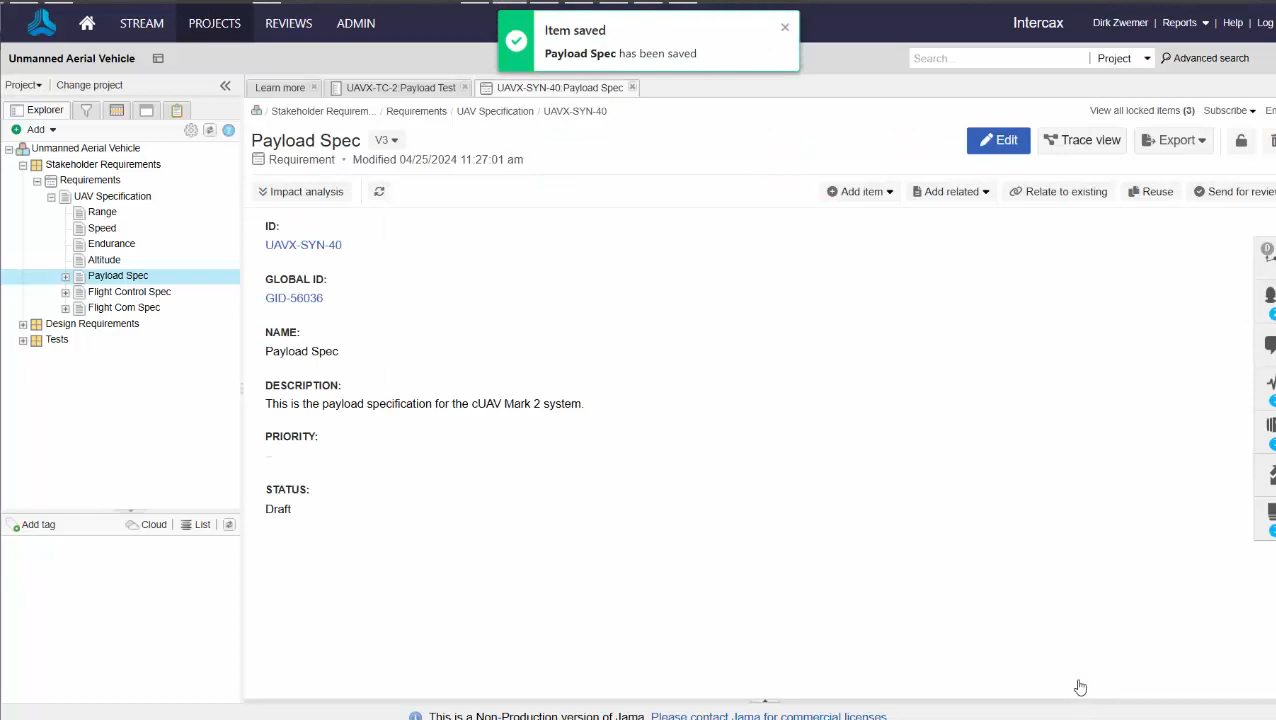 STREAM PROJECTS REVIEWS ADMIN
Item saved
Payload Spec has been saved
Intercax Dirk Zwemer Reports Help Log
Unmanned Aerial Vehicle
Search... Project Advanced search
Project Change project
Learn more UAVX-TC-2:Payload Test UAVX-SYN-40:Payload Spec
Explorer
Stakeholder Requirem... / Requirements / UAV Specification / UAVX-SYN-40
View all locked items (3) Subscribe
Add
Payload Spec V3
Edit Trace view Export
Unmanned Aerial Vehicle
Requirement • Modified 04/25/2024 11:27:01 am
Stakeholder Requirements
Requirements
UAV Specification
Range
Speed
Endurance
Altitude
Payload Spec
Flight Control Spec
Flight Com Spec
Design Requirements
Tests
Impact analysis
Add item Add related Relate to existing Reuse Send for revie
ID:
UAVX-SYN-40
GLOBAL ID:
GID-56036
NAME:
Payload Spec
DESCRIPTION:
This is the payload specification for the cUAV Mark 2 system.
PRIORITY:
--
STATUS:
Draft
Add tag Cloud List
This is a Non-Production version of Jama. Please contact Jama for commercial licenses.